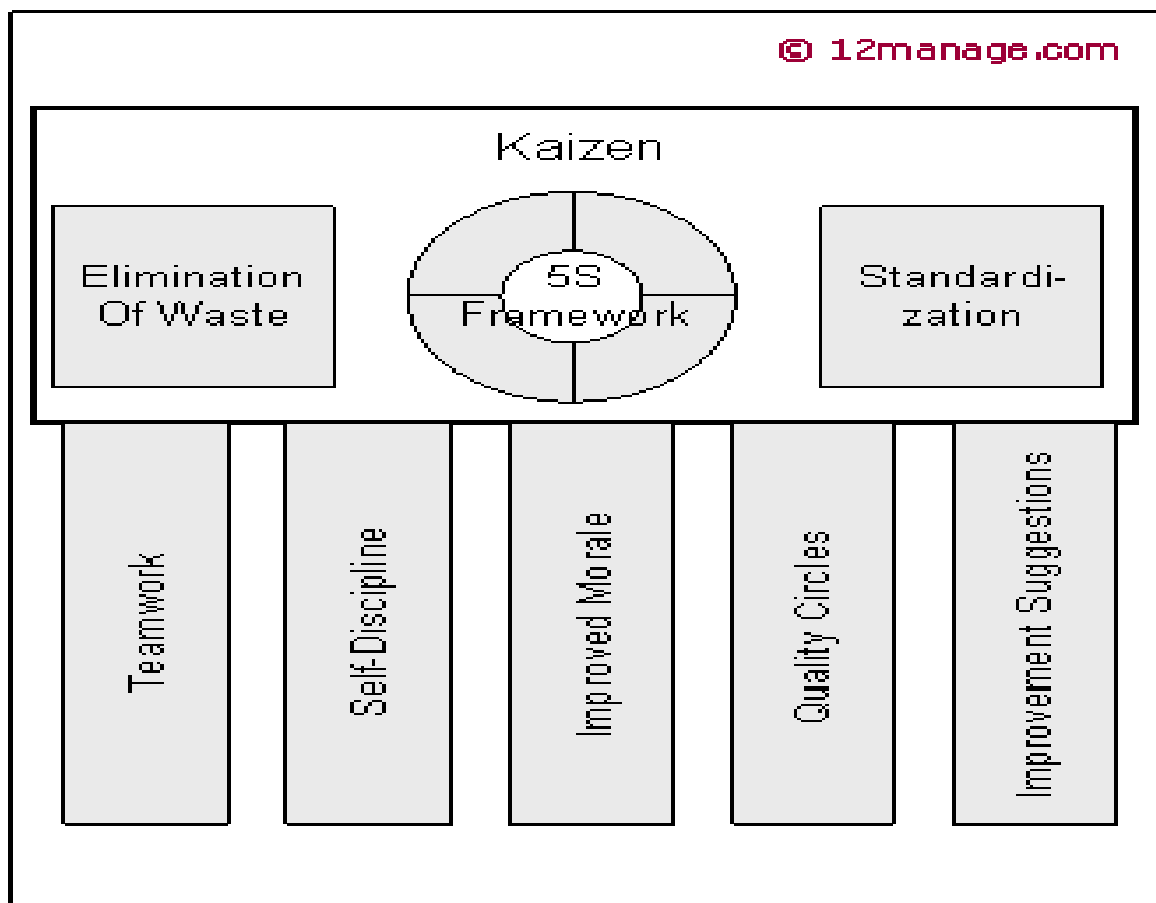 © 12manage.com
Kaizen
Elimination
Of Waste
5S
Framework
Standardi-
zation
Teamwork
Self-Discipline
Improved Morale
Quality Circles
Improvement Suggestions